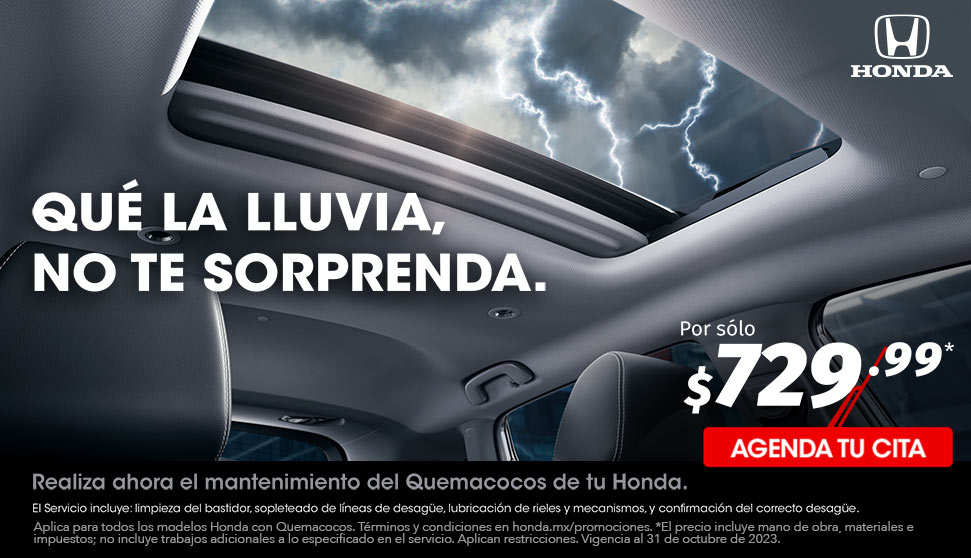 HONDA
QUÉ LA LLUVIA,
NO TE SORPRENDA.
Por sólo
$729.99*
AGENDA TU CITA
Realiza ahora el mantenimiento del Quemacocos de tu Honda.
El Servicio incluye: limpieza del bastidor, sopleteado de líneas de desagüe, lubricación de rieles y mecanismos, y confirmación del correcto desagüe.
Aplica para todos los modelos Honda con Quemacocos. Términos y condiciones en honda.mx/promociones. *El precio incluye mano de obra, materiales e
impuestos; no incluye trabajos adicionales a lo especificado en el servicio. Aplican restricciones. Vigencia al 31 de octubre de 2023.